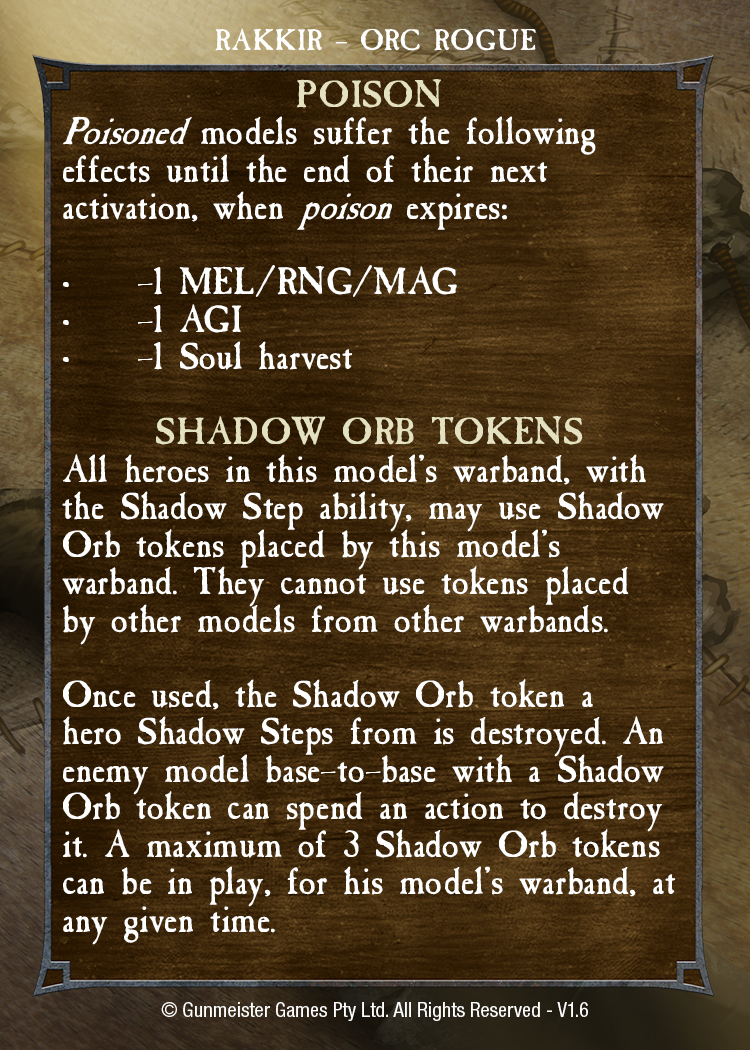 RAKKIR – ORC ROGUE
POISON
Poisoned models suffer the following
effects until the end of their next
activation, when poison expires:
· -1 MEL/RNG/MAG
· -1 AGI
· -1 Soul harvest
SHADOW ORB TOKENS
All heroes in this model's warband, with
the Shadow Step ability, may use Shadow
Orb tokens placed by this model's
warband. They cannot use tokens placed
by other models from other warbands.
Once used, the Shadow Orb token a
hero Shadow Steps from is destroyed. An
enemy model base-to-base with a Shadow
Orb token can spend an action to destroy
it. A maximum of 3 Shadow Orb tokens
can be in play, for his model's warband, at
any given time.
© Gunmeister Games Pty Ltd. All Rights Reserved - V1.6